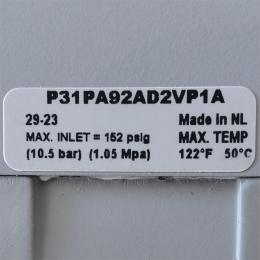 P31PA92AD2VP1A
29-23 Made in NL
MAX. INLET = 152 psig MAX. TEMP
(10.5 bar) (1.05 Mpa) 122°F 50°C